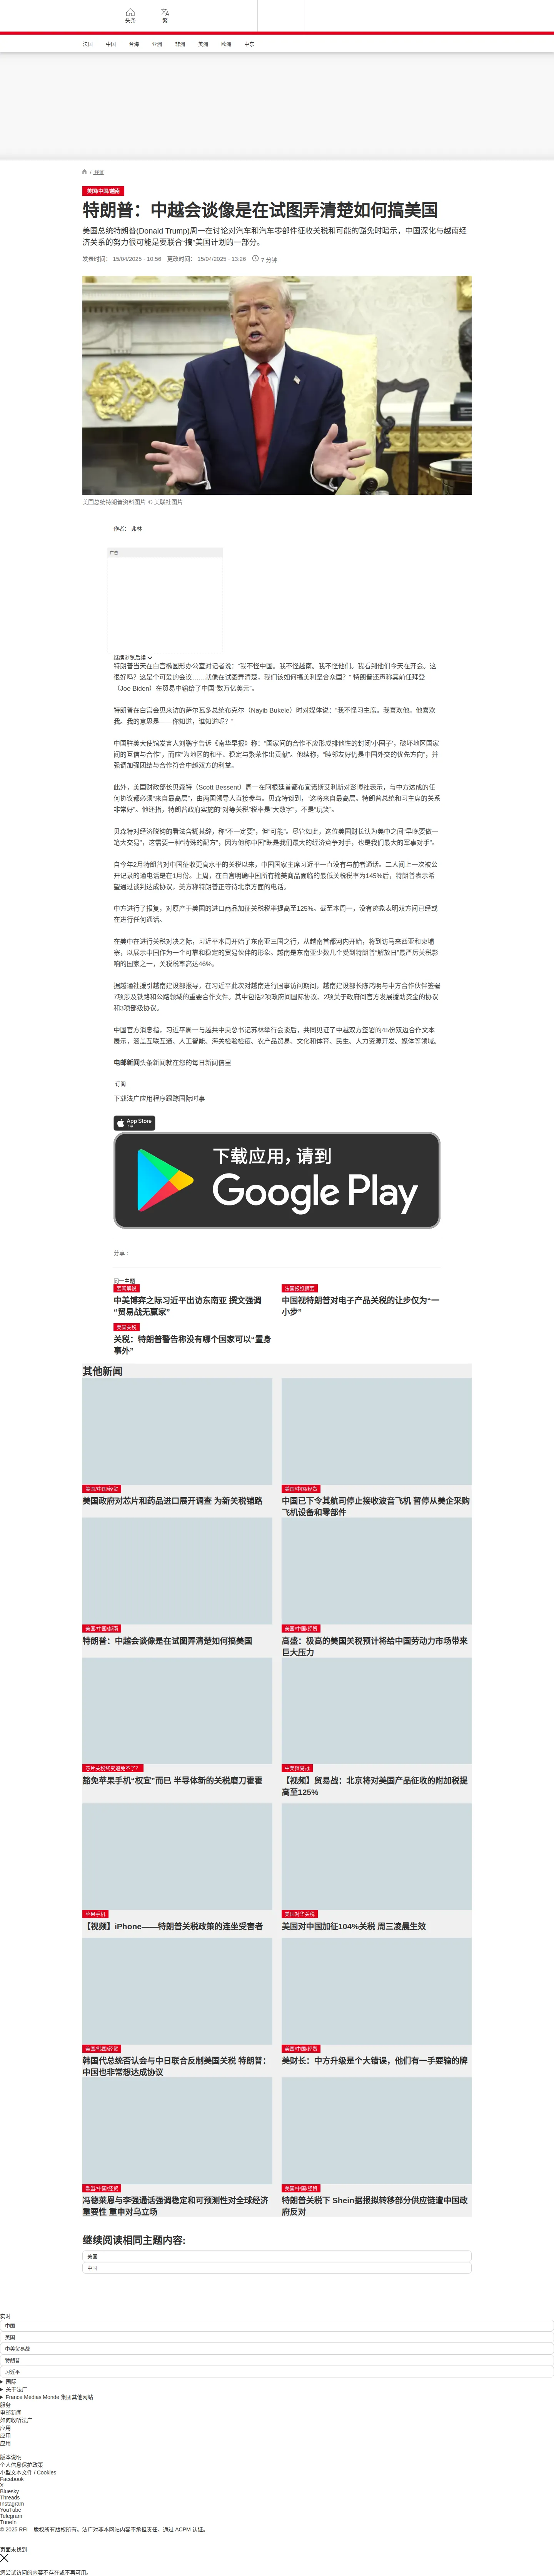 头条
繁
法国
中国
台海
亚洲
非洲
美洲
欧洲
中东
/ 经贸
美国/中国/越南
特朗普：中越会谈像是在试图弄清楚如何搞美国
美国总统特朗普(Donald Trump)周一在讨论对汽车和汽车零部件征收关税和可能的豁免时暗示，中国深化与越南经
济关系的努力很可能是要联合“搞”美国计划的一部分。
发表时间： 15/04/2025 - 10:56 更改时间： 15/04/2025 - 13:26 7 分钟
美国总统特朗普资料图片 © 美联社图片
作者： 弗林
广告
继续浏览后续
特朗普当天在白宫椭圆形办公室对记者说：“我不怪中国。我不怪越南。我不怪他们。我看到他们今天在开会。这
很好吗？这是个可爱的会议……就像在试图弄清楚，我们该如何搞美利坚合众国？” 特朗普还声称其前任拜登
（Joe Biden）在贸易中输给了中国“数万亿美元”。
特朗普在白宫会见来访的萨尔瓦多总统布克尔（Nayib Bukele）时对媒体说：“我不怪习主席。我喜欢他。他喜欢
我。我的意思是——你知道，谁知道呢？”
中国驻美大使馆发言人刘鹏宇告诉《南华早报》称：“国家间的合作不应形成排他性的封闭‘小圈子’，破坏地区国家
间的互信与合作”，而应“为地区的和平、稳定与繁荣作出贡献”。他续称，“睦邻友好仍是中国外交的优先方向”，并
强调加强团结与合作符合中越双方的利益。
此外，美国财政部长贝森特（Scott Bessent）周一在阿根廷首都布宜诺斯艾利斯对彭博社表示，与中方达成的任
何协议都必须“来自最高层”，由两国领导人直接参与。贝森特谈到，“这将来自最高层。特朗普总统和习主席的关系
非常好”。他还指，特朗普政府实施的“对等关税”税率是“大数字”，不是“玩笑”。
贝森特对经济脱钩的看法含糊其辞，称“不一定要”，但“可能”。尽管如此，这位美国财长认为美中之间“早晚要做一
笔大交易”，这需要一种“特殊的配方”，因为他称中国“既是我们最大的经济竞争对手，也是我们最大的军事对手”。
自今年2月特朗普对中国征收更高水平的关税以来，中国国家主席习近平一直没有与前者通话。二人间上一次被公
开记录的通电话是在1月份。上周，在白宫明确中国所有输美商品面临的最低关税税率为145%后，特朗普表示希
望通过谈判达成协议，美方称特朗普正等待北京方面的电话。
中方进行了报复，对原产于美国的进口商品加征关税税率提高至125%。截至本周一，没有迹象表明双方间已经或
在进行任何通话。
在美中在进行关税对决之际，习近平本周开始了东南亚三国之行，从越南首都河内开始，将到访马来西亚和柬埔
寨，以展示中国作为一个可靠和稳定的贸易伙伴的形象。越南是东南亚少数几个受到特朗普“解放日”最严厉关税影
响的国家之一，关税税率高达46%。
据越通社援引越南建设部报导，在习近平此次对越南进行国事访问期间，越南建设部长陈鸿明与中方合作伙伴签署
7项涉及铁路和公路领域的重要合作文件。其中包括2项政府间国际协议、2项关于政府间官方发展援助资金的协议
和3项部级协议。
中国官方消息指，习近平周一与越共中央总书记苏林举行会谈后，共同见证了中越双方签署的45份双边合作文本
展示，涵盖互联互通、人工智能、海关检验检疫、农产品贸易、文化和体育、民生、人力资源开发、媒体等领域。
电邮新闻头条新闻就在您的每日新闻信里
订阅
下载法广应用程序跟踪国际时事
App Store
下载
下载应用，请到
Google Play
分享 :
同一主题
要闻解说
中美博弈之际习近平出访东南亚 撰文强调
“贸易战无赢家”
法国报纸摘要
中国视特朗普对电子产品关税的让步仅为“一
小步”
美国关税
关税：特朗普警告称没有哪个国家可以“置身
事外”
其他新闻
美国/中国/经贸
美国政府对芯片和药品进口展开调查 为新关税铺路
美国/中国/经贸
中国已下令其航司停止接收波音飞机 暂停从美企采购
飞机设备和零部件
美国/中国/越南
特朗普：中越会谈像是在试图弄清楚如何搞美国
美国/中国/经贸
高盛：极高的美国关税预计将给中国劳动力市场带来
巨大压力
芯片关税终究避免不了？
豁免苹果手机“权宜”而已 半导体新的关税磨刀霍霍
中美贸易战
【视频】贸易战：北京将对美国产品征收的附加税提
高至125%
苹果手机
【视频】iPhone——特朗普关税政策的连坐受害者
美国对华关税
美国对中国加征104%关税 周三凌晨生效
美国/韩国/经贸
韩国代总统否认会与中日联合反制美国关税 特朗普：
中国也非常想达成协议
美国/中国/经贸
美财长：中方升级是个大错误，他们有一手要输的牌
欧盟/中国/经贸
冯德莱恩与李强通话强调稳定和可预测性对全球经济
重要性 重申对乌立场
美国/中国/经贸
特朗普关税下 Shein据报拟转移部分供应链遭中国政
府反对
继续阅读相同主题内容:
美国
中国
实时
中国
美国
中美贸易战
特朗普
习近平
国际
关于法广
France Médias Monde 集团其他网站
服务
电邮新闻
如何收听法广
应用
应用
应用
版本说明
个人信息保护政策
小型文本文件 / Cookies
Facebook
X
Bluesky
Threads
Instagram
YouTube
Telegram
TuneIn
© 2025 RFI – 版权所有版权所有。法广对非本网站内容不承担责任。通过 ACPM 认证。
页面未找到
您尝试访问的内容不存在或不再可用。